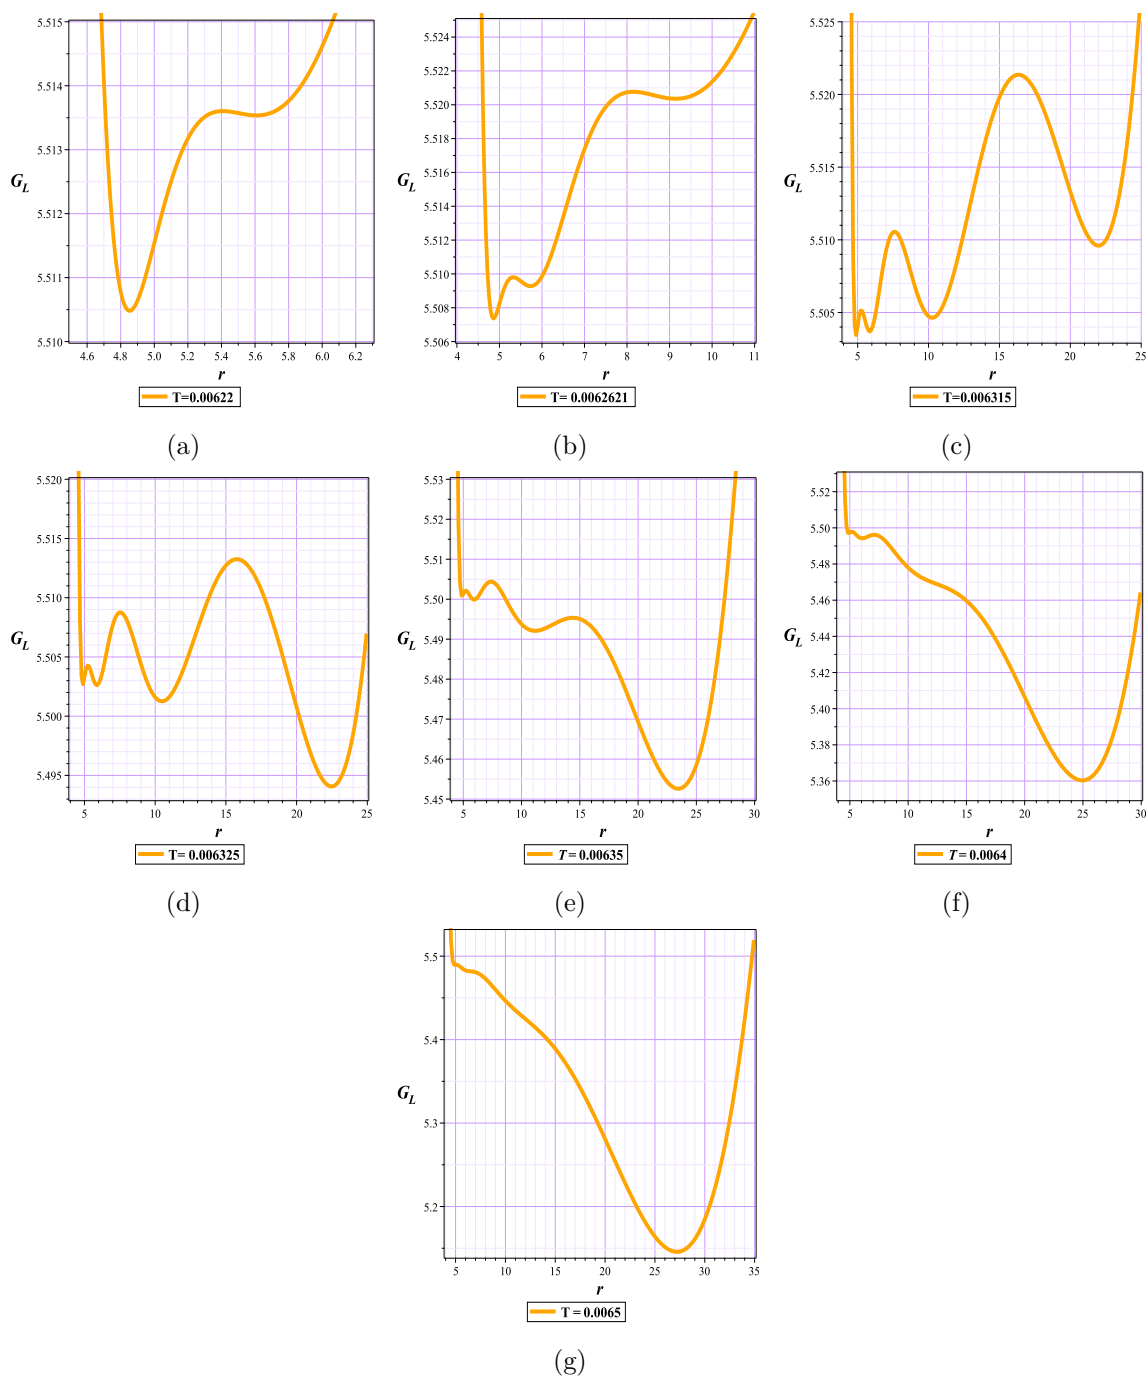 5.515
5.514
5.513
5.512
5.511
5.510
G_L
4.6 4.8 5.0 5.2 5.4 5.6 5.8 6.0 6.2
r
T=0.00622
(a)
5.524
5.522
5.520
5.518
5.516
5.514
5.512
5.510
5.508
5.506
G_L
4 5 6 7 8 9 10 11
r
T= 0.0062621
(b)
5.525
5.520
5.515
5.510
5.505
G_L
5 10 15 20 25
r
T=0.006315
(c)
5.520
5.515
5.510
5.505
5.500
5.495
G_L
5 10 15 20 25
r
T= 0.006325
(d)
5.53
5.52
5.51
5.50
5.49
5.48
5.47
5.46
5.45
G_L
5 10 15 20 25 30
r
T = 0.00635
(e)
5.52
5.50
5.48
5.46
5.44
5.42
5.40
5.38
5.36
G_L
5 10 15 20 25 30
r
T = 0.0064
(f)
5.5
5.4
5.3
5.2
G_L
5 10 15 20 25 30 35
r
T = 0.0065
(g)